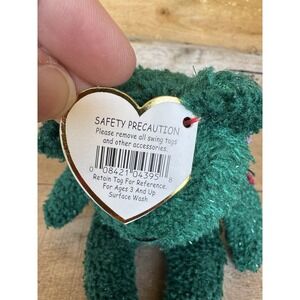 SAFETY PRECAUTION
Please remove all swing tags
and other accessories.
0 08421 04395 8
Retain Tag For Reference.
For Ages 3 And Up
Surface Wash